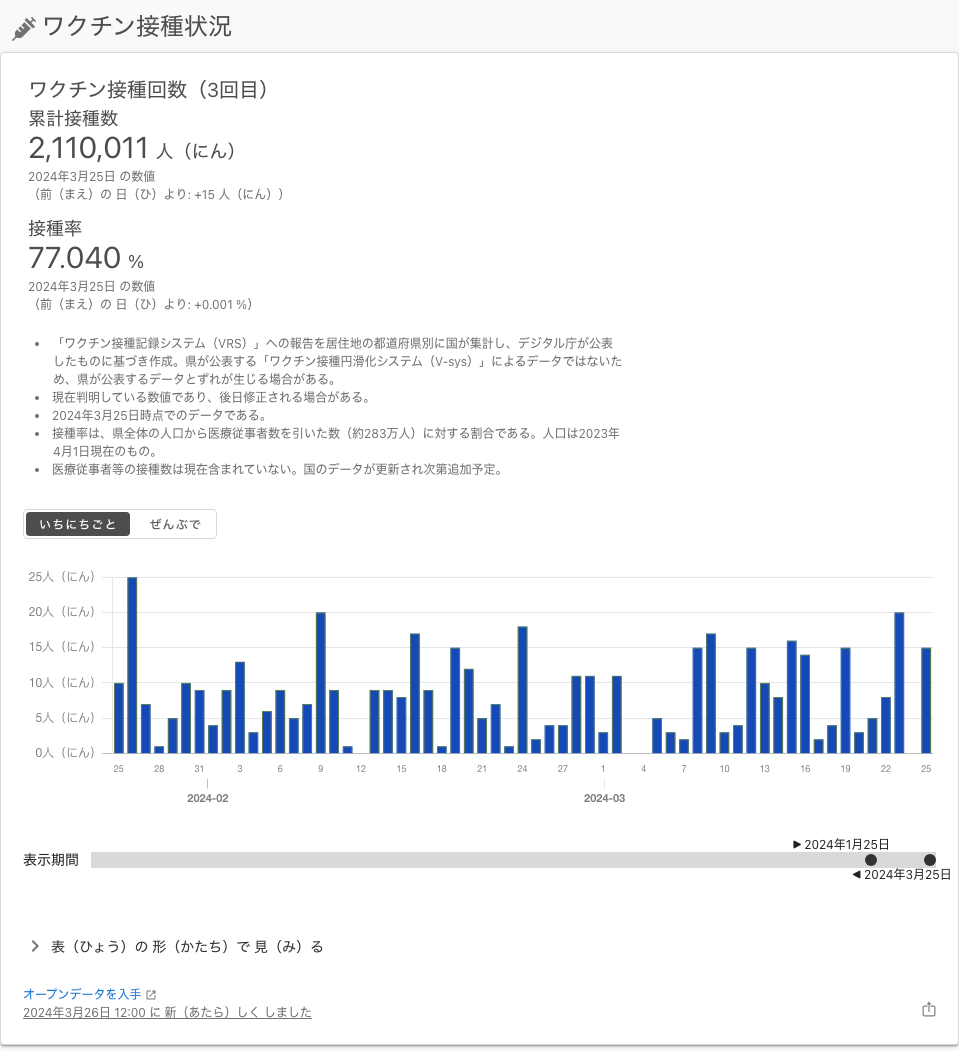 ワクチン接種状況
ワクチン接種回数（3回目）
累計接種数
2,110,011 人（にん）
2024年3月25日 の数値
（前（まえ）の 日（ひ）より: +15 人（にん））
接種率
77.040 %
2024年3月25日 の数値
（前（まえ）の 日（ひ）より: +0.001 %）
• 「ワクチン接種記録システム（VRS）」への報告を居住地の都道府県別に国が集計し、デジタル庁が公表
したものに基づき作成。県が公表する「ワクチン接種円滑化システム（V-sys）」によるデータではないた
め、県が公表するデータとずれが生じる場合がある。
• 現在判明している数値であり、後日修正される場合がある。
• 2024年3月25日時点でのデータである。
• 接種率は、県全体の人口から医療従事者数を引いた数（約283万人）に対する割合である。人口は2023年
4月1日現在のもの。
• 医療従事者等の接種数は現在含まれていない。国のデータが更新され次第追加予定。
いちにちごと ぜんぶで
25人（にん）
20人（にん）
15人（にん）
10人（にん）
5人（にん）
0人（にん）
25 28 31 3 6 9 12 15 18 21 24 27 1 4 7 10 13 16 19 22 25
2024-02 2024-03
▶ 2024年1月25日
表示期間
◀ 2024年3月25日
表（ひょう）の 形（かたち）で 見（み）る
オープンデータを入手
2024年3月26日 12:00 に 新（あたら）しく しました